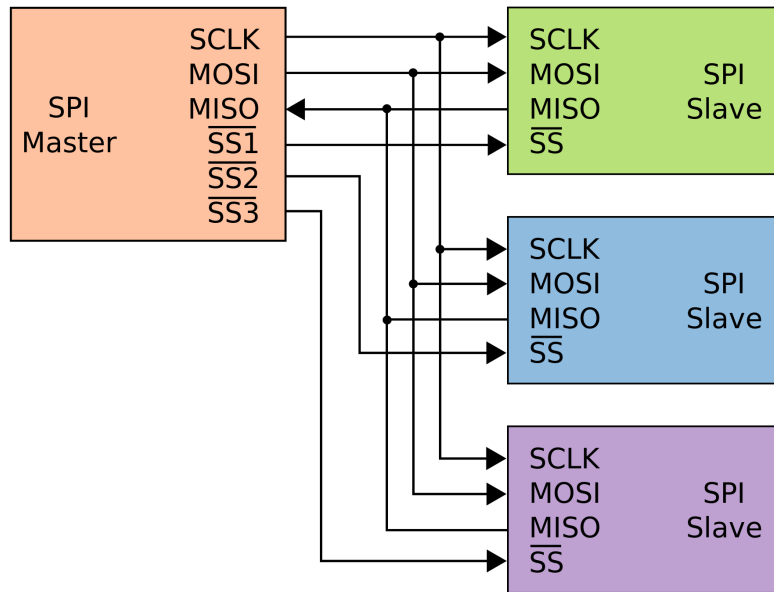 SCLK
MOSI
MISO
SS1
SS2
SS3
SPI
Master
SCLK
MOSI
MISO
SS
SPI
Slave
SCLK
MOSI
MISO
SS
SPI
Slave
SCLK
MOSI
MISO
SS
SPI
Slave